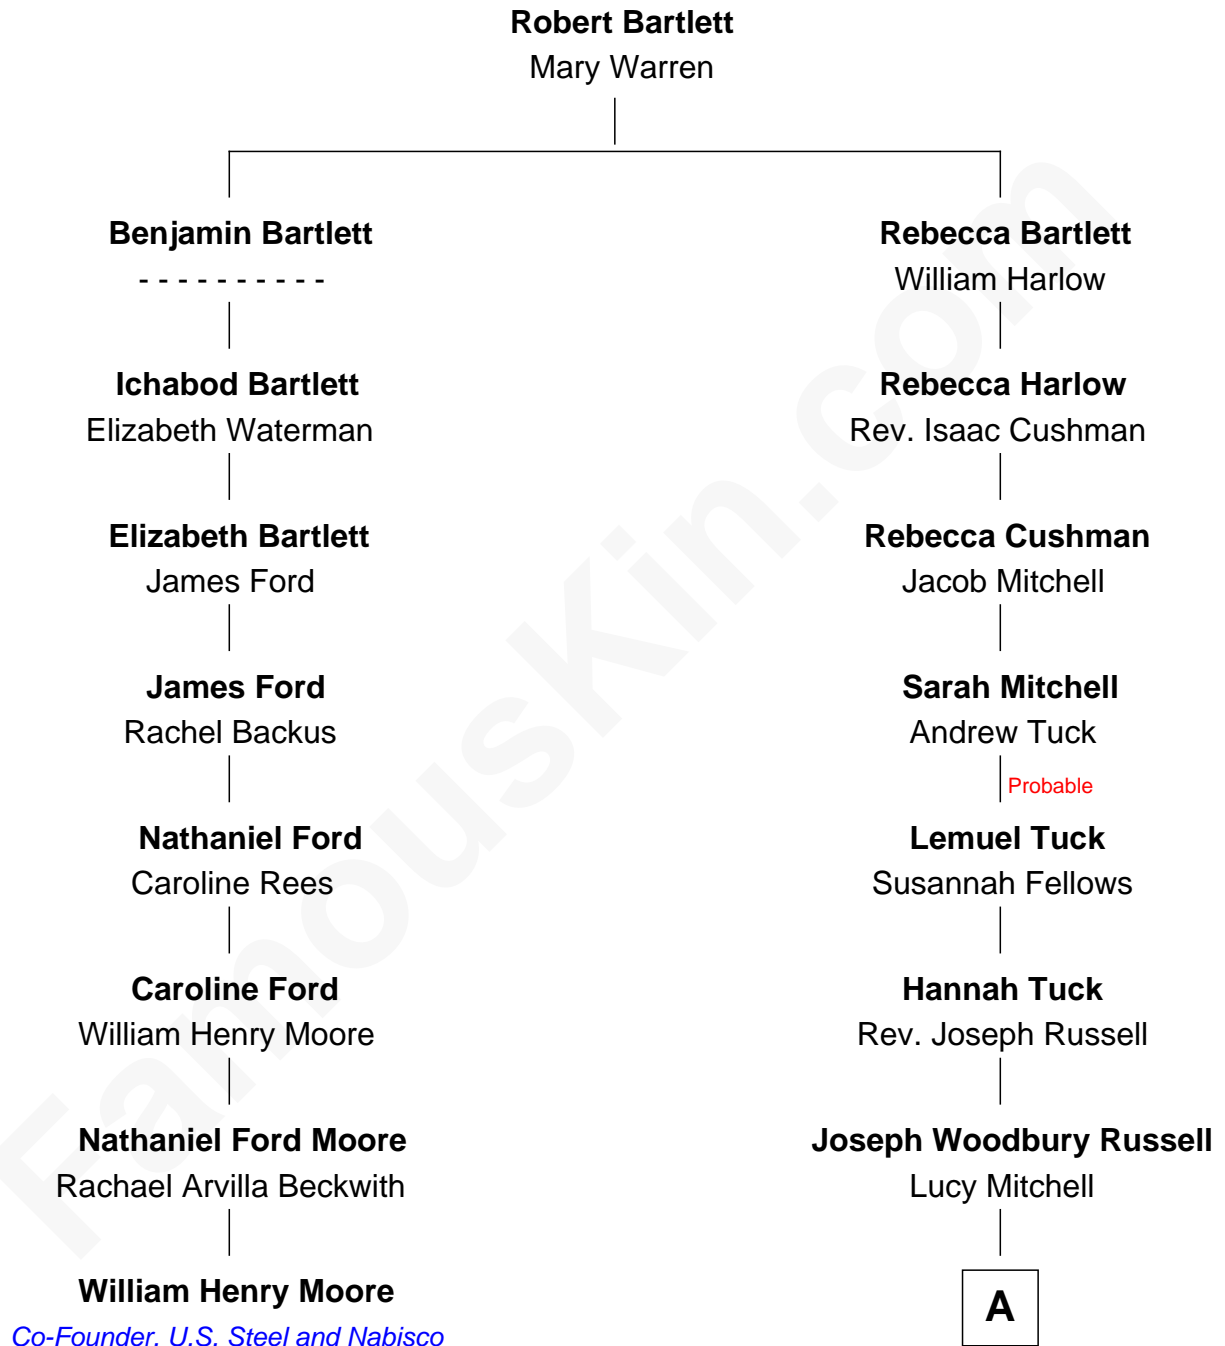 Robert Bartlett
Mary Warren
Benjamin Bartlett
- - - - - - - - - -
Rebecca Bartlett
William Harlow
Ichabod Bartlett
Elizabeth Waterman
Rebecca Harlow
Rev. Isaac Cushman
Elizabeth Bartlett
James Ford
Rebecca Cushman
Jacob Mitchell
James Ford
Rachel Backus
Sarah Mitchell
Andrew Tuck
Probable
Nathaniel Ford
Caroline Rees
Lemuel Tuck
Susannah Fellows
Caroline Ford
William Henry Moore
Hannah Tuck
Rev. Joseph Russell
Nathaniel Ford Moore
Rachael Arvilla Beckwith
Joseph Woodbury Russell
Lucy Mitchell
William Henry Moore
Co-Founder, U.S. Steel and Nabisco
A
FamousKin.com